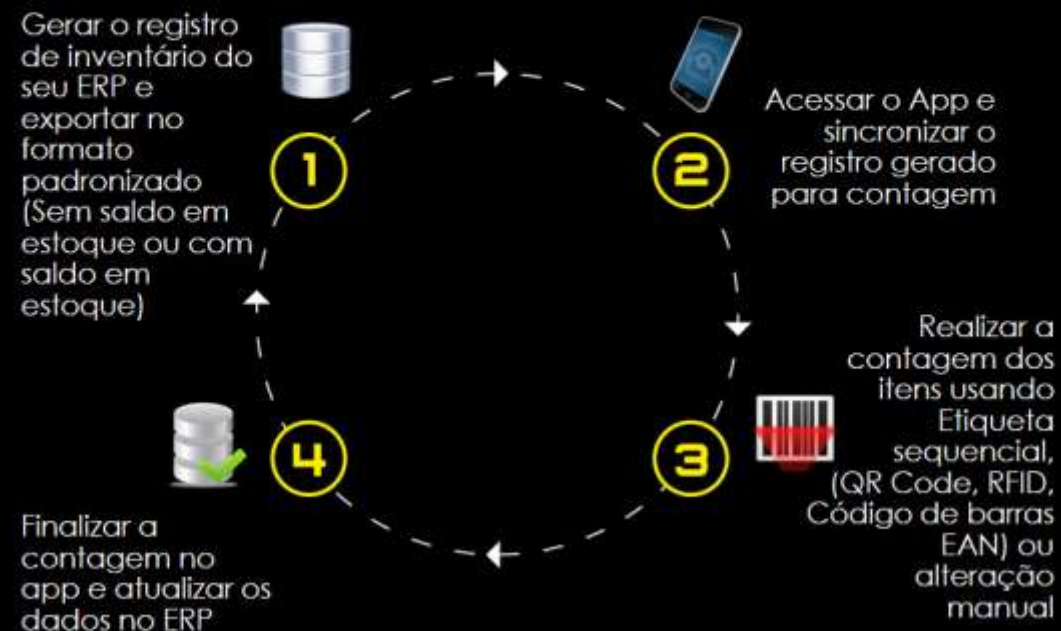 Gerar o registro
de inventário do
seu ERP e
exportar no
formato
padronizado
(Sem saldo em
estoque ou com
saldo em
estoque)
1
2
Acessar o App e
sincronizar o
registro gerado
para contagem
3
Realizar a
contagem dos
itens usando
Etiqueta
sequencial,
(QR Code, RFID,
Código de barras
EAN) ou
alteração
manual
4
Finalizar a
contagem no
app e atualizar os
dados no ERP